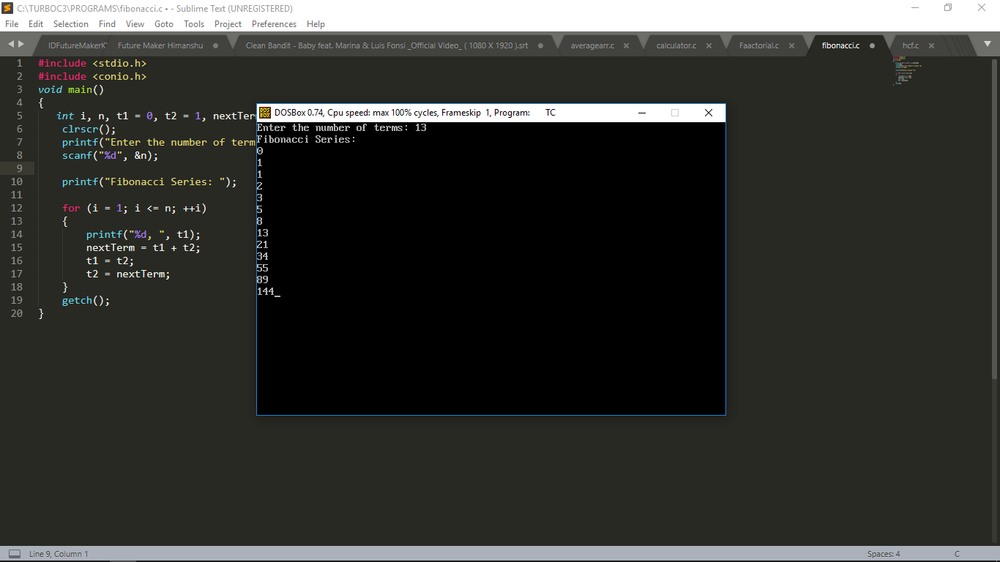 C:\TURBOC3\PROGRAMS\fibonacci.c • - Sublime Text (UNREGISTERED)
File Edit Selection Find View Goto Tools Project Preferences Help
IDFutureMakerK Future Maker Himanshu Clean Bandit - Baby feat. Marina & Luis Fonsi _Official Video_ ( 1080 X 1920 ).srt averagearr.c calculator.c Faactorial.c fibonacci.c hcf.c
1 #include <stdio.h>
2 #include <conio.h>
3 void main()
4 {
5 int i, n, t1 = 0, t2 = 1, nextTer
6 clrscr();
7 printf("Enter the number of term
8 scanf("%d", &n);
9
10 printf("Fibonacci Series: ");
11
12 for (i = 1; i <= n; ++i)
13 {
14 printf("%d, ", t1);
15 nextTerm = t1 + t2;
16 t1 = t2;
17 t2 = nextTerm;
18 }
19 getch();
20 }
DOS BOX DOSBox 0.74, Cpu speed: max 100% cycles, Frameskip 1, Program: TC
Enter the number of terms: 13
Fibonacci Series:
0
1
1
2
3
5
8
13
21
34
55
89
144_
Line 9, Column 1 Spaces: 4 C